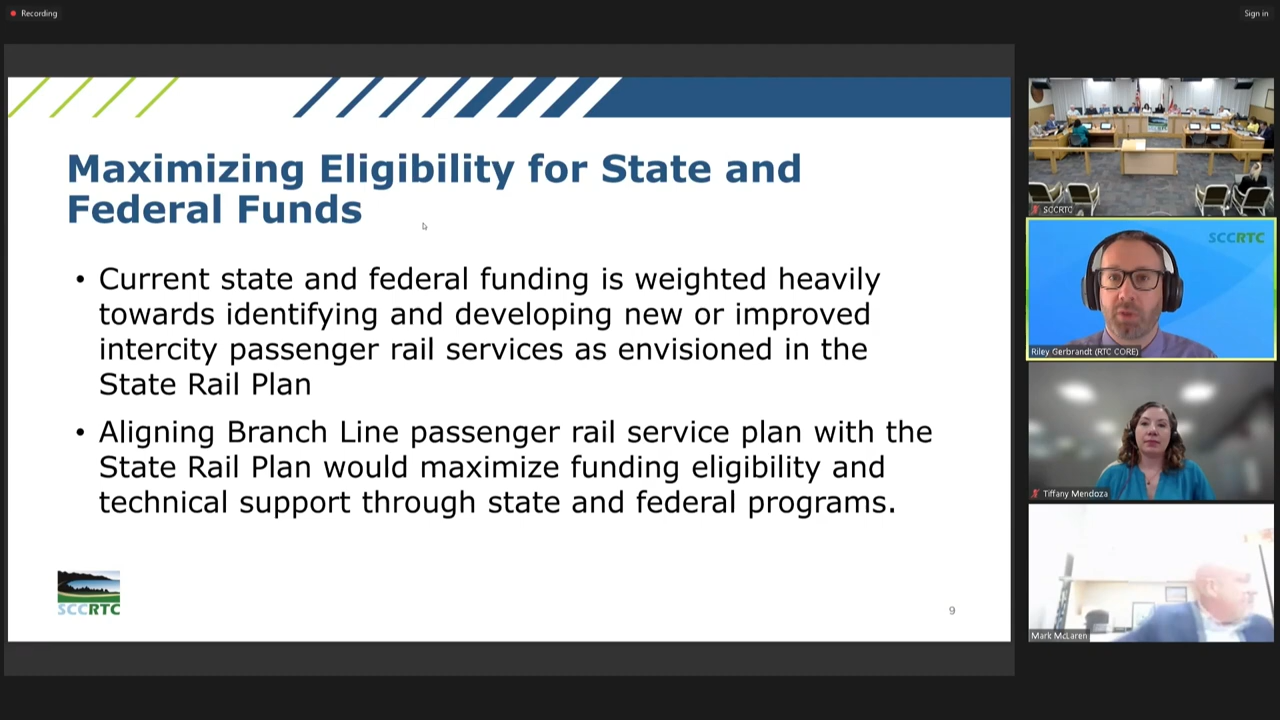 Recording
Sign in
Maximizing Eligibility for State and
Federal Funds
• Current state and federal funding is weighted heavily
towards identifying and developing new or improved
intercity passenger rail services as envisioned in the
State Rail Plan
• Aligning Branch Line passenger rail service plan with the
State Rail Plan would maximize funding eligibility and
technical support through state and federal programs.
SCCRTC
9
SCCRTC
SCCRTC
Riley Gerbrandt (RTC CORE)
Tiffany Mendoza
Mark McLaren